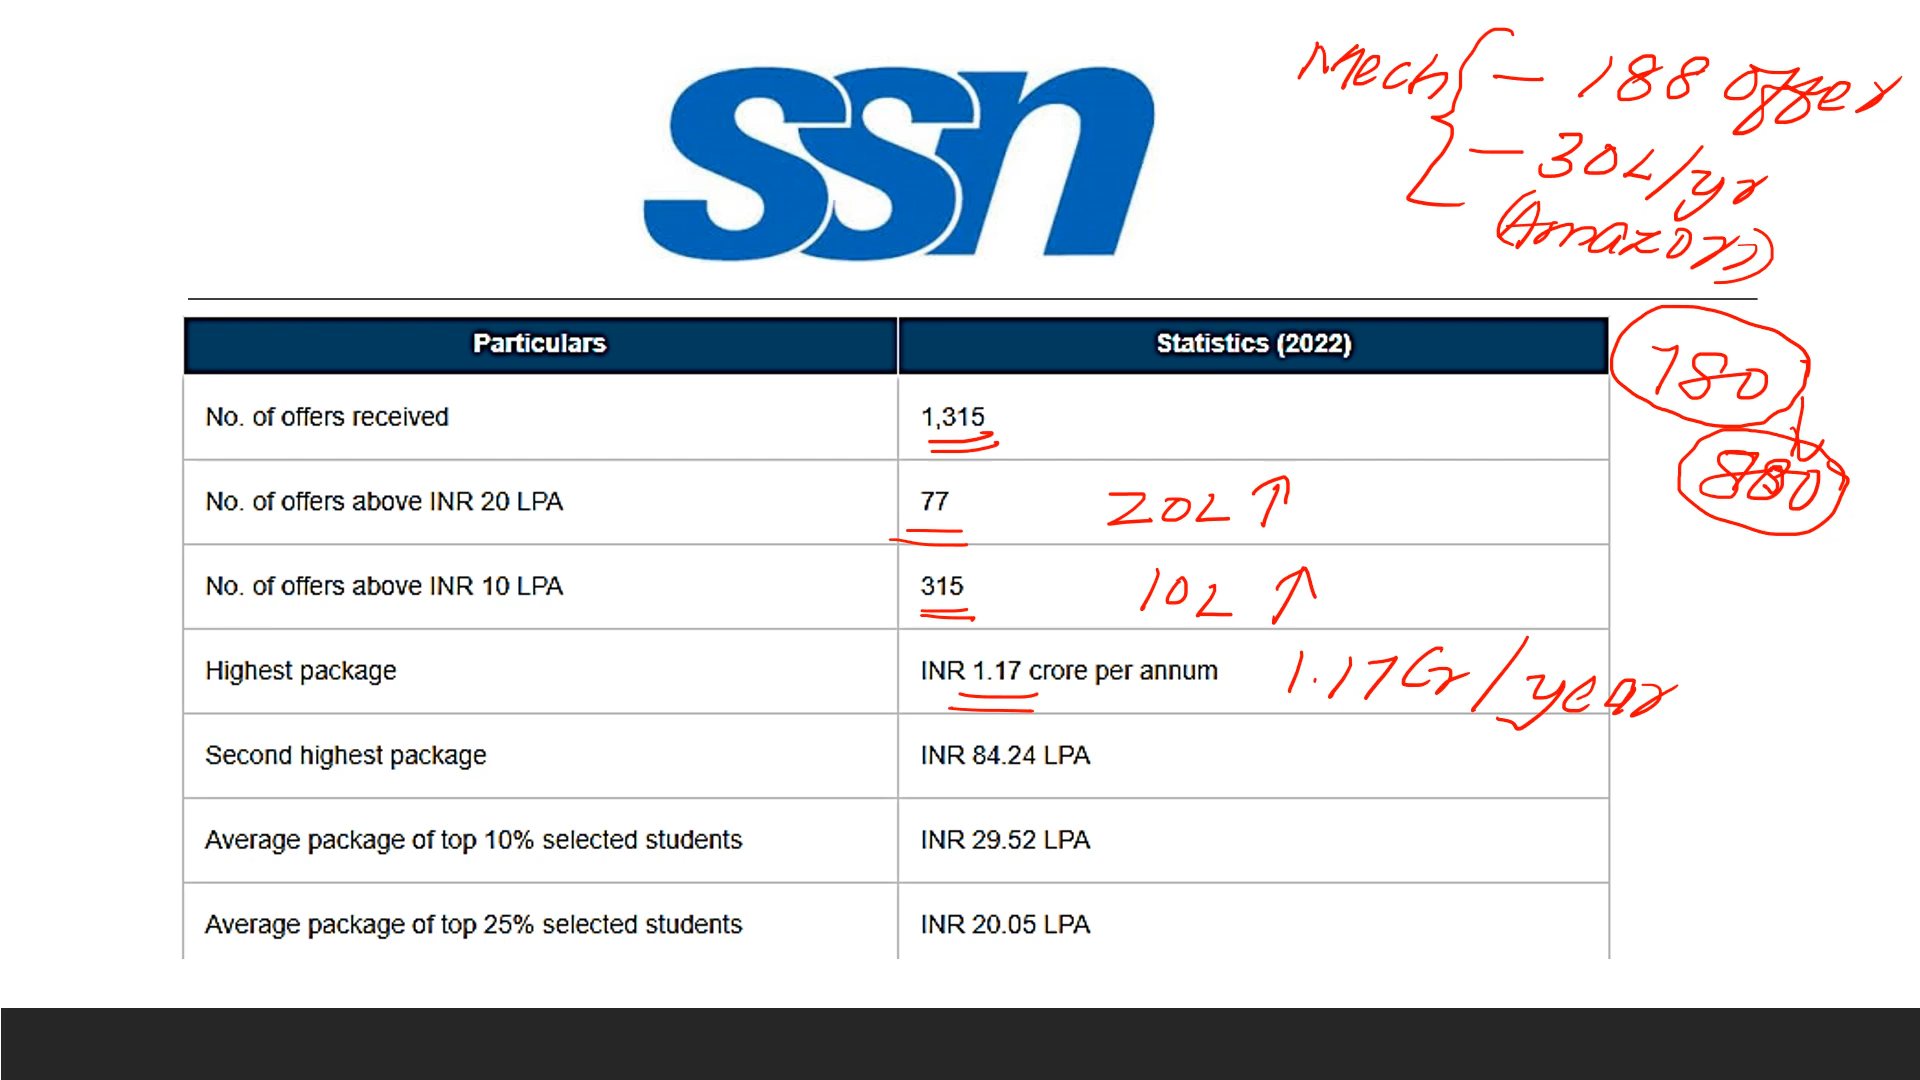 ssn
Mech - 188 offer
- 30L/yr
(Amazon)
Particulars Statistics (2022)
780
No. of offers received 1,315
880
No. of offers above INR 20 LPA 77 20L ↑
No. of offers above INR 10 LPA 315 10L ↑
Highest package INR 1.17 crore per annum 1.17 Cr/year
Second highest package INR 84.24 LPA
Average package of top 10% selected students INR 29.52 LPA
Average package of top 25% selected students INR 20.05 LPA